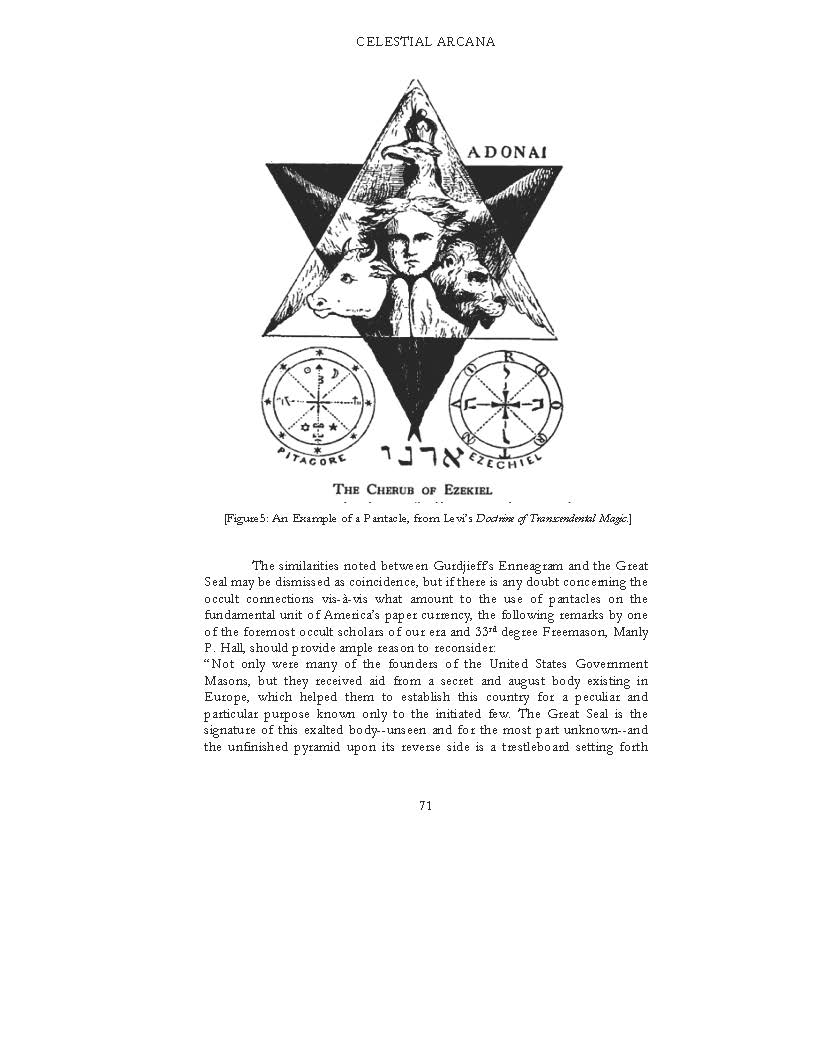 CELESTIAL ARCANA
ADONAI
PITAGORE
אדני
EZECHIEL
THE CHERUB OF EZEKIEL
[Figure5: An Example of a Pantacle, from Levi's Doctrine of Transcendental Magic.]
The similarities noted between Gurdjieff's Enneagram and the Great
Seal may be dismissed as coincidence, but if there is any doubt concerning the
occult connections vis-à-vis what amount to the use of pantacles on the
fundamental unit of America's paper currency, the following remarks by one
of the foremost occult scholars of our era and 33rd degree Freemason, Manly
P. Hall, should provide ample reason to reconsider:
“Not only were many of the founders of the United States Government
Masons, but they received aid from a secret and august body existing in
Europe, which helped them to establish this country for a peculiar and
particular purpose known only to the initiated few. The Great Seal is the
signature of this exalted body--unseen and for the most part unknown--and
the unfinished pyramid upon its reverse side is a trestleboard setting forth
71